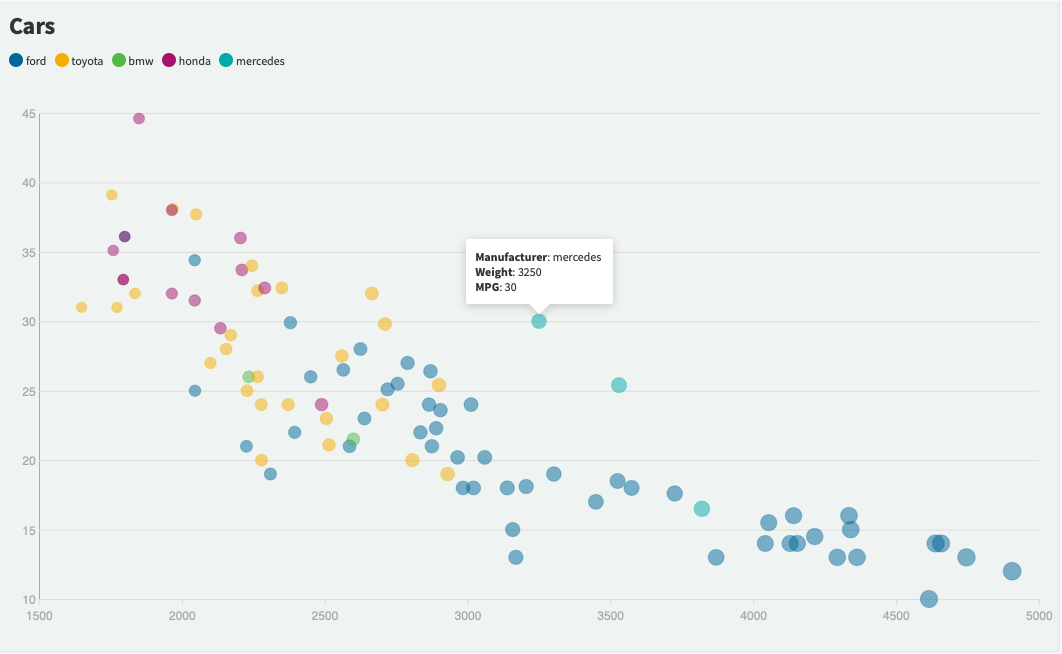 Cars
ford toyota bmw honda mercedes
45
40
35
Manufacturer: mercedes
Weight: 3250
MPG: 30
30
25
20
15
10
1500 2000 2500 3000 3500 4000 4500 5000